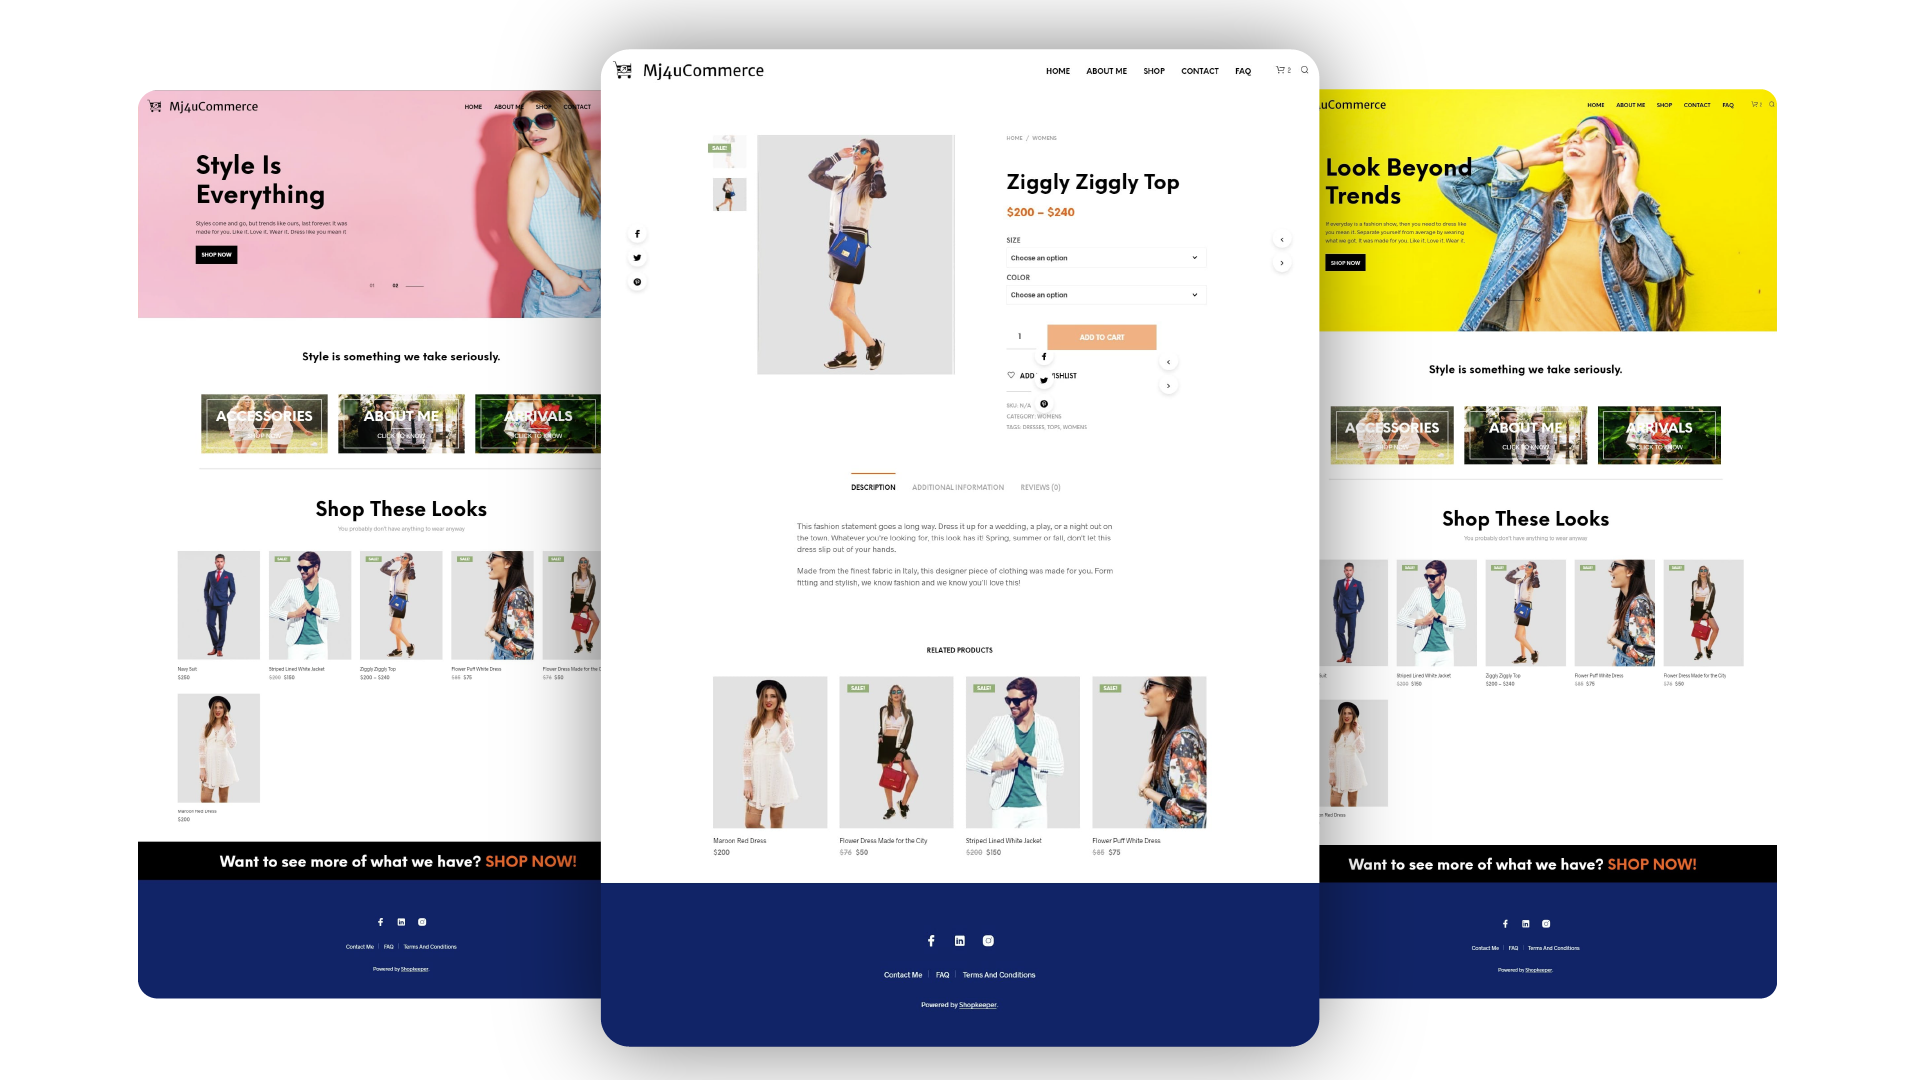 Mj4uCommerce
HOME ABOUT ME SHOP CONTACT
Style Is
Everything
Styles come and go, but trends like ours, last forever. It was
made for you. Like it. Love it. Wear it. Dress like you mean it
SHOP NOW
01 02
Style is something we take seriously.
ACCESSORIES
SHOP NOW
ABOUT ME
CLICK TO KNOW
ARRIVALS
CLICK TO KNOW
Shop These Looks
You probably don't have anything to wear anyway
SALE! SALE! SALE! SALE!
Navy Suit
$250
Striped Lined White Jacket
$200 $150
Ziggly Ziggly Top
$200 – $240
Flower Puff White Dress
$85 $75
Flower Dress Made for the C
$76 $50
Maroon Red Dress
$200
Want to see more of what we have? SHOP NOW!
Contact Me FAQ Terms And Conditions
Powered by Shopkeeper.
Mj4uCommerce
HOME ABOUT ME SHOP CONTACT FAQ 2
SALE!
HOME / WOMENS
Ziggly Ziggly Top
$200 – $240
SIZE
Choose an option
COLOR
Choose an option
1 ADD TO CART
ADD ISHLIST
SKU: N/A
CATEGORY: WOMENS
TAGS: DRESSES, TOPS, WOMENS
DESCRIPTION ADDITIONAL INFORMATION REVIEWS (0)
This fashion statement goes a long way. Dress it up for a wedding, a play, or a night out on
the town. Whatever you're looking for, this look has it! Spring, summer or fall, don't let this
dress slip out of your hands.
Made from the finest fabric in Italy, this designer piece of clothing was made for you. Form
fitting and stylish, we know fashion and we know you'll love this!
RELATED PRODUCTS
SALE! SALE! SALE!
Maroon Red Dress
$200
Flower Dress Made for the City
$76 $50
Striped Lined White Jacket
$200 $150
Flower Puff White Dress
$85 $75
Contact Me FAQ Terms And Conditions
Powered by Shopkeeper.
uCommerce
HOME ABOUT ME SHOP CONTACT FAQ
Look Beyond
Trends
If everyday is a fashion show, then you need to dress like
you mean it. Separate yourself from average by wearing
what we got. It was made for you. Like it. Love it. Wear it.
SHOP NOW
02
Style is something we take seriously.
ACCESSORIES
SHOP NOW
ABOUT ME
CLICK TO KNOW
ARRIVALS
CLICK TO KNOW
Shop These Looks
You probably don't have anything to wear anyway
SALE! SALE! SALE! SALE!
Suit
Striped Lined White Jacket
$200 $150
Ziggly Ziggly Top
$200 – $240
Flower Puff White Dress
$85 $75
Flower Dress Made for the City
$76 $50
Red Dress
Want to see more of what we have? SHOP NOW!
Contact Me FAQ Terms And Conditions
Powered by Shopkeeper.